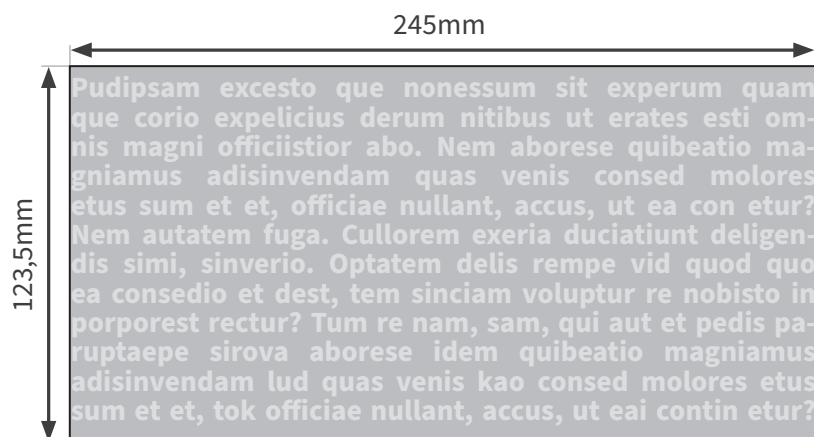 245mm
123,5mm
Pudipsam excesto que nonessum sit experum quam
que corio expelicius derum nitibus ut erates esti om-
nis magni officiistior abo. Nem aborese quibeatio ma-
gniamus adisinvendam quas venis consed molores
etus sum et et, officiae nullant, accus, ut ea con etur?
Nem autatem fuga. Cullorem exeria duciatiunt deligen-
dis simi, sinverio. Optatem delis rempe vid quod quo
ea consedio et dest, tem sinciam voluptur re nobisto in
porporest rectur? Tum re nam, sam, qui aut et pedis pa-
ruptaepe sirova aborese idem quibeatio magniamus
adisinvendam lud quas venis kao consed molores etus
sum et et, tok officiae nullant, accus, ut eai contin etur?